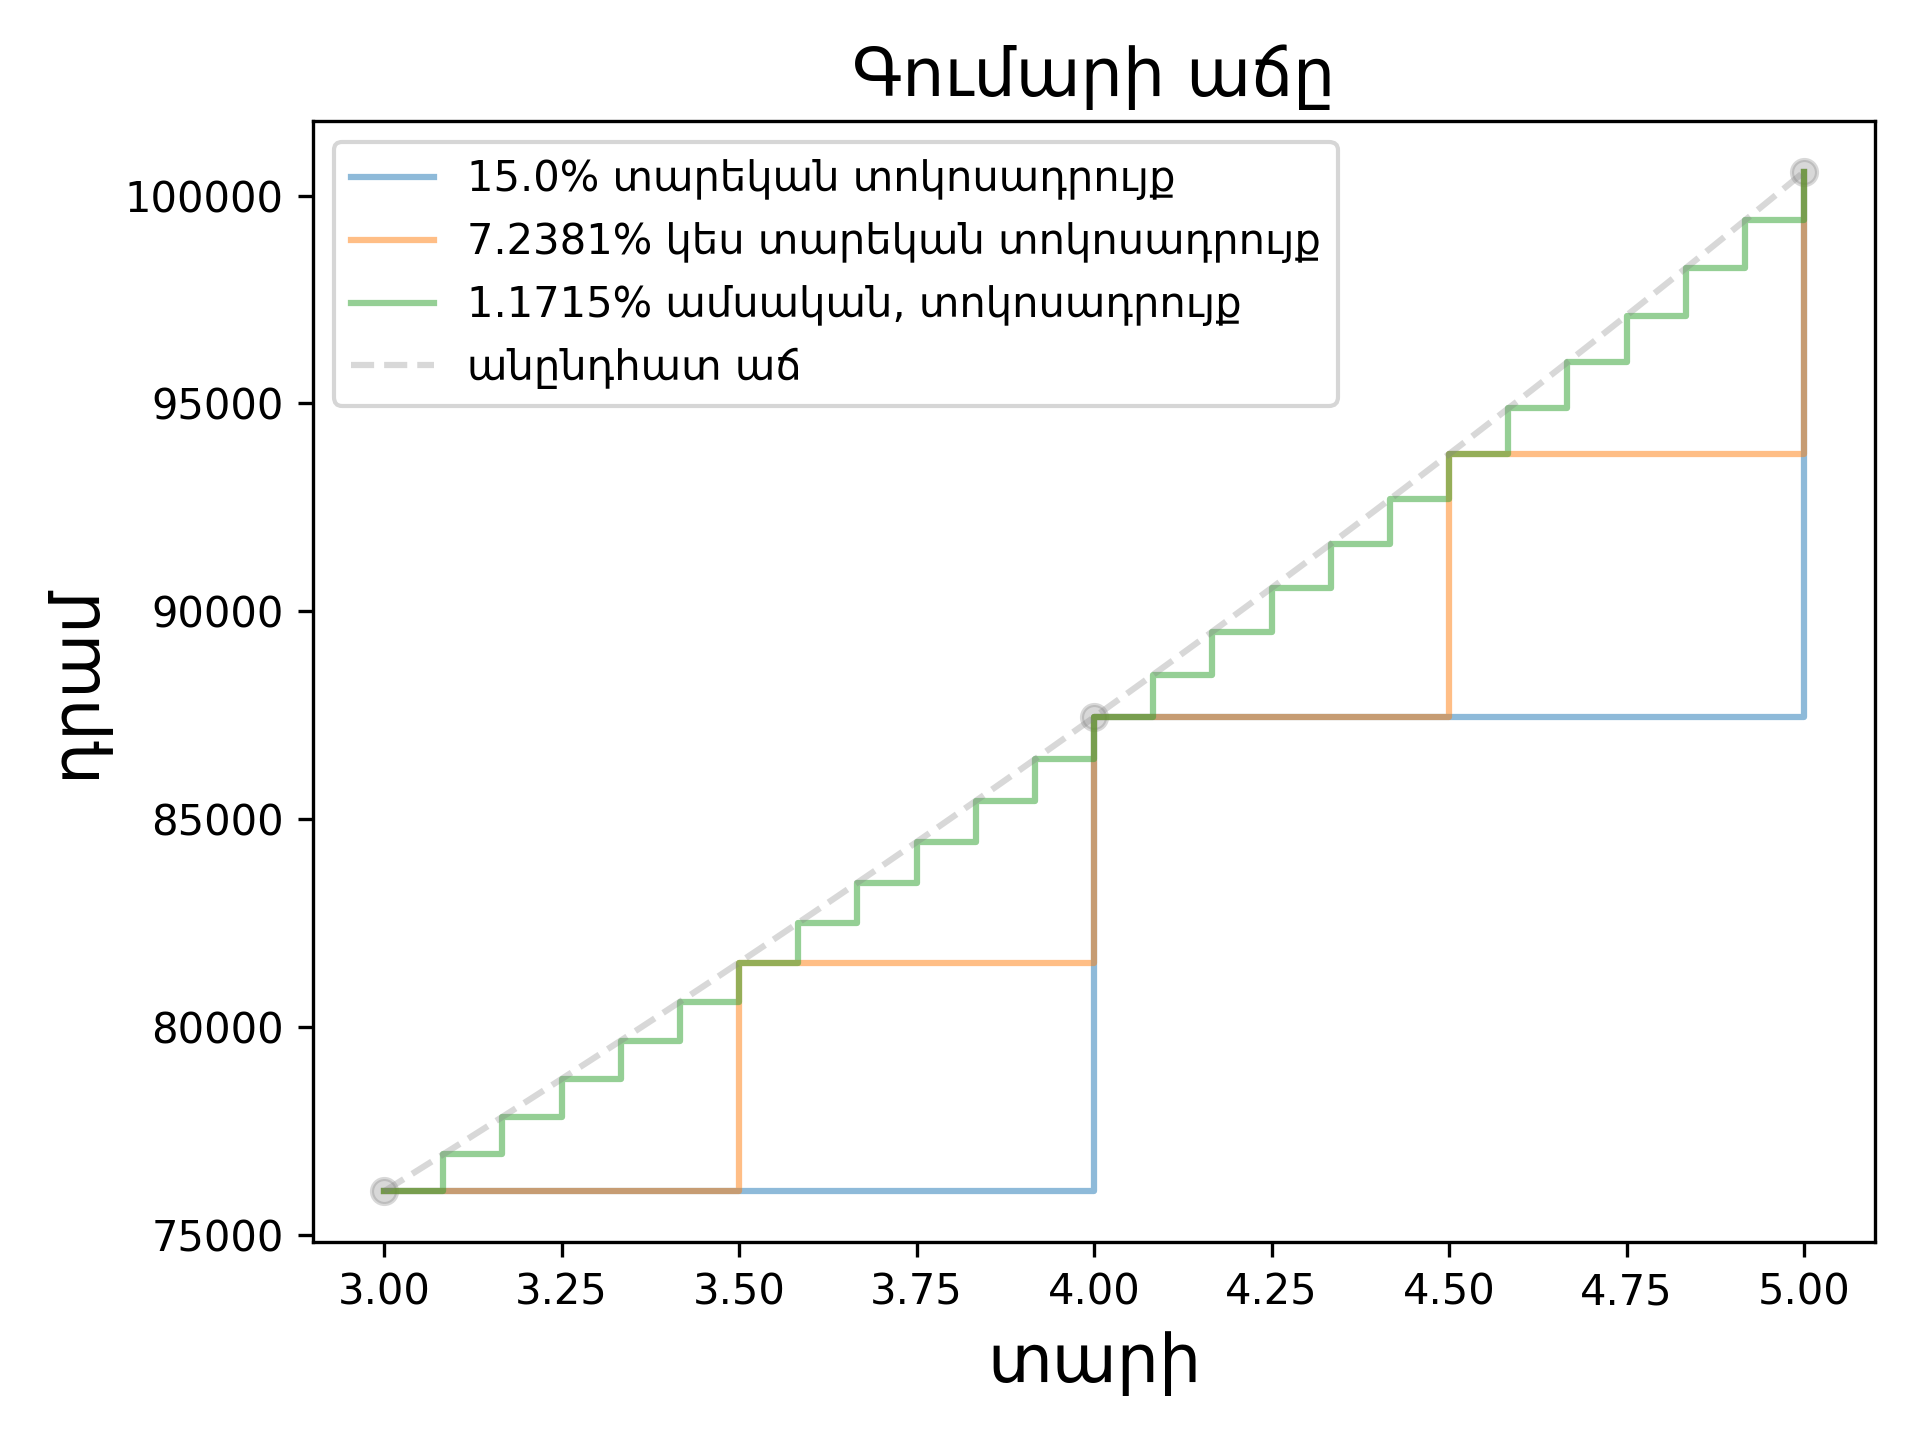 Գումարի աճը
15.0% տարեկան տոկոսադրույք
7.2381% կես տարեկան տոկոսադրույք
1.1715% ամսական, տոկոսադրույք
անընդհատ աճ
դրամ
100000
95000
90000
85000
80000
75000
3.00 3.25 3.50 3.75 4.00 4.25 4.50 4.75 5.00
տարի